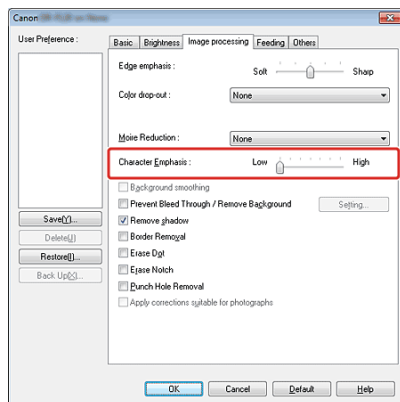 Canon
User Preference :
Basic Brightness Image processing Feeding Others
Edge emphasis :
Soft Sharp
Color drop-out : None
Moire Reduction : None
Character Emphasis : Low High
Background smoothing
Prevent Bleed Through / Remove Background Setting...
Save(Y)...
Remove shadow
Delete(J)
Border Removal
Restore(I)...
Erase Dot
Back Up(X)...
Erase Notch
Punch Hole Removal
Apply corrections suitable for photographs
OK Cancel Default Help